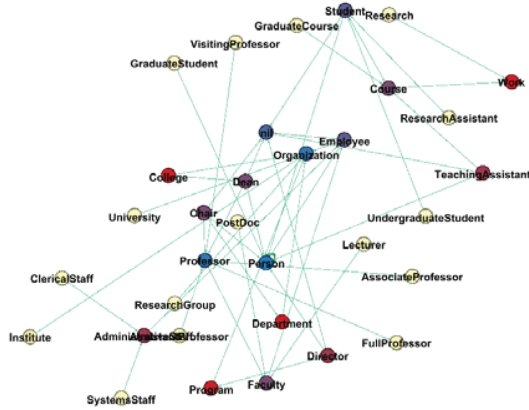 Student
Research
GraduateCourse
VisitingProfessor
GraduateStudent
Course
Work
ResearchAssistant
nil
Employee
Organization
College
Dean
TeachingAssistant
University
Chair
PostDoc
UndergraduateStudent
Lecturer
Professor
Person
ClericalStaff
AssociateProfessor
ResearchGroup
Institute
Department
FullProfessor
Director
Program
Faculty
SystemsStaff